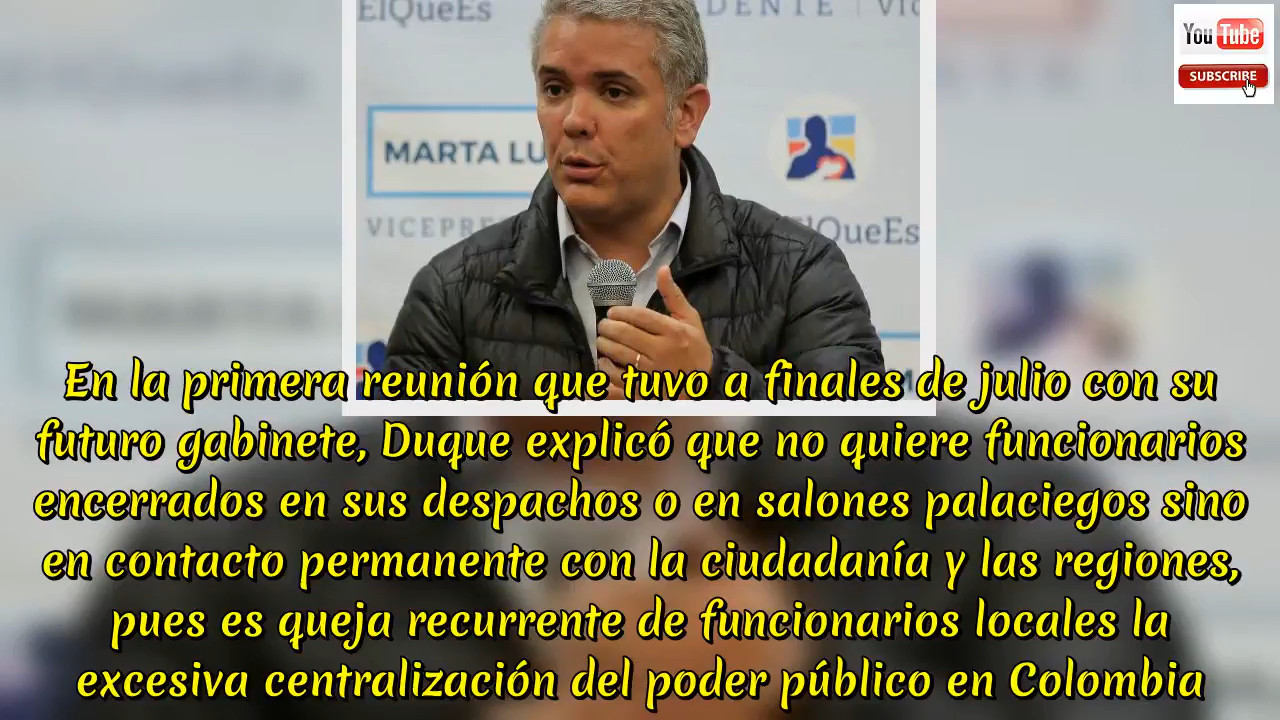 ElQueEs
DENTE | Vic
MARTA LU
VICEPRE
ElQueEs
You Tube
SUBSCRIBE
En la primera reunión que tuvo a finales de julio con su
futuro gabinete, Duque explicó que no quiere funcionarios
encerrados en sus despachos o en salones palaciegos sino
en contacto permanente con la ciudadanía y las regiones,
pues es queja recurrente de funcionarios locales la
excesiva centralización del poder público en Colombia